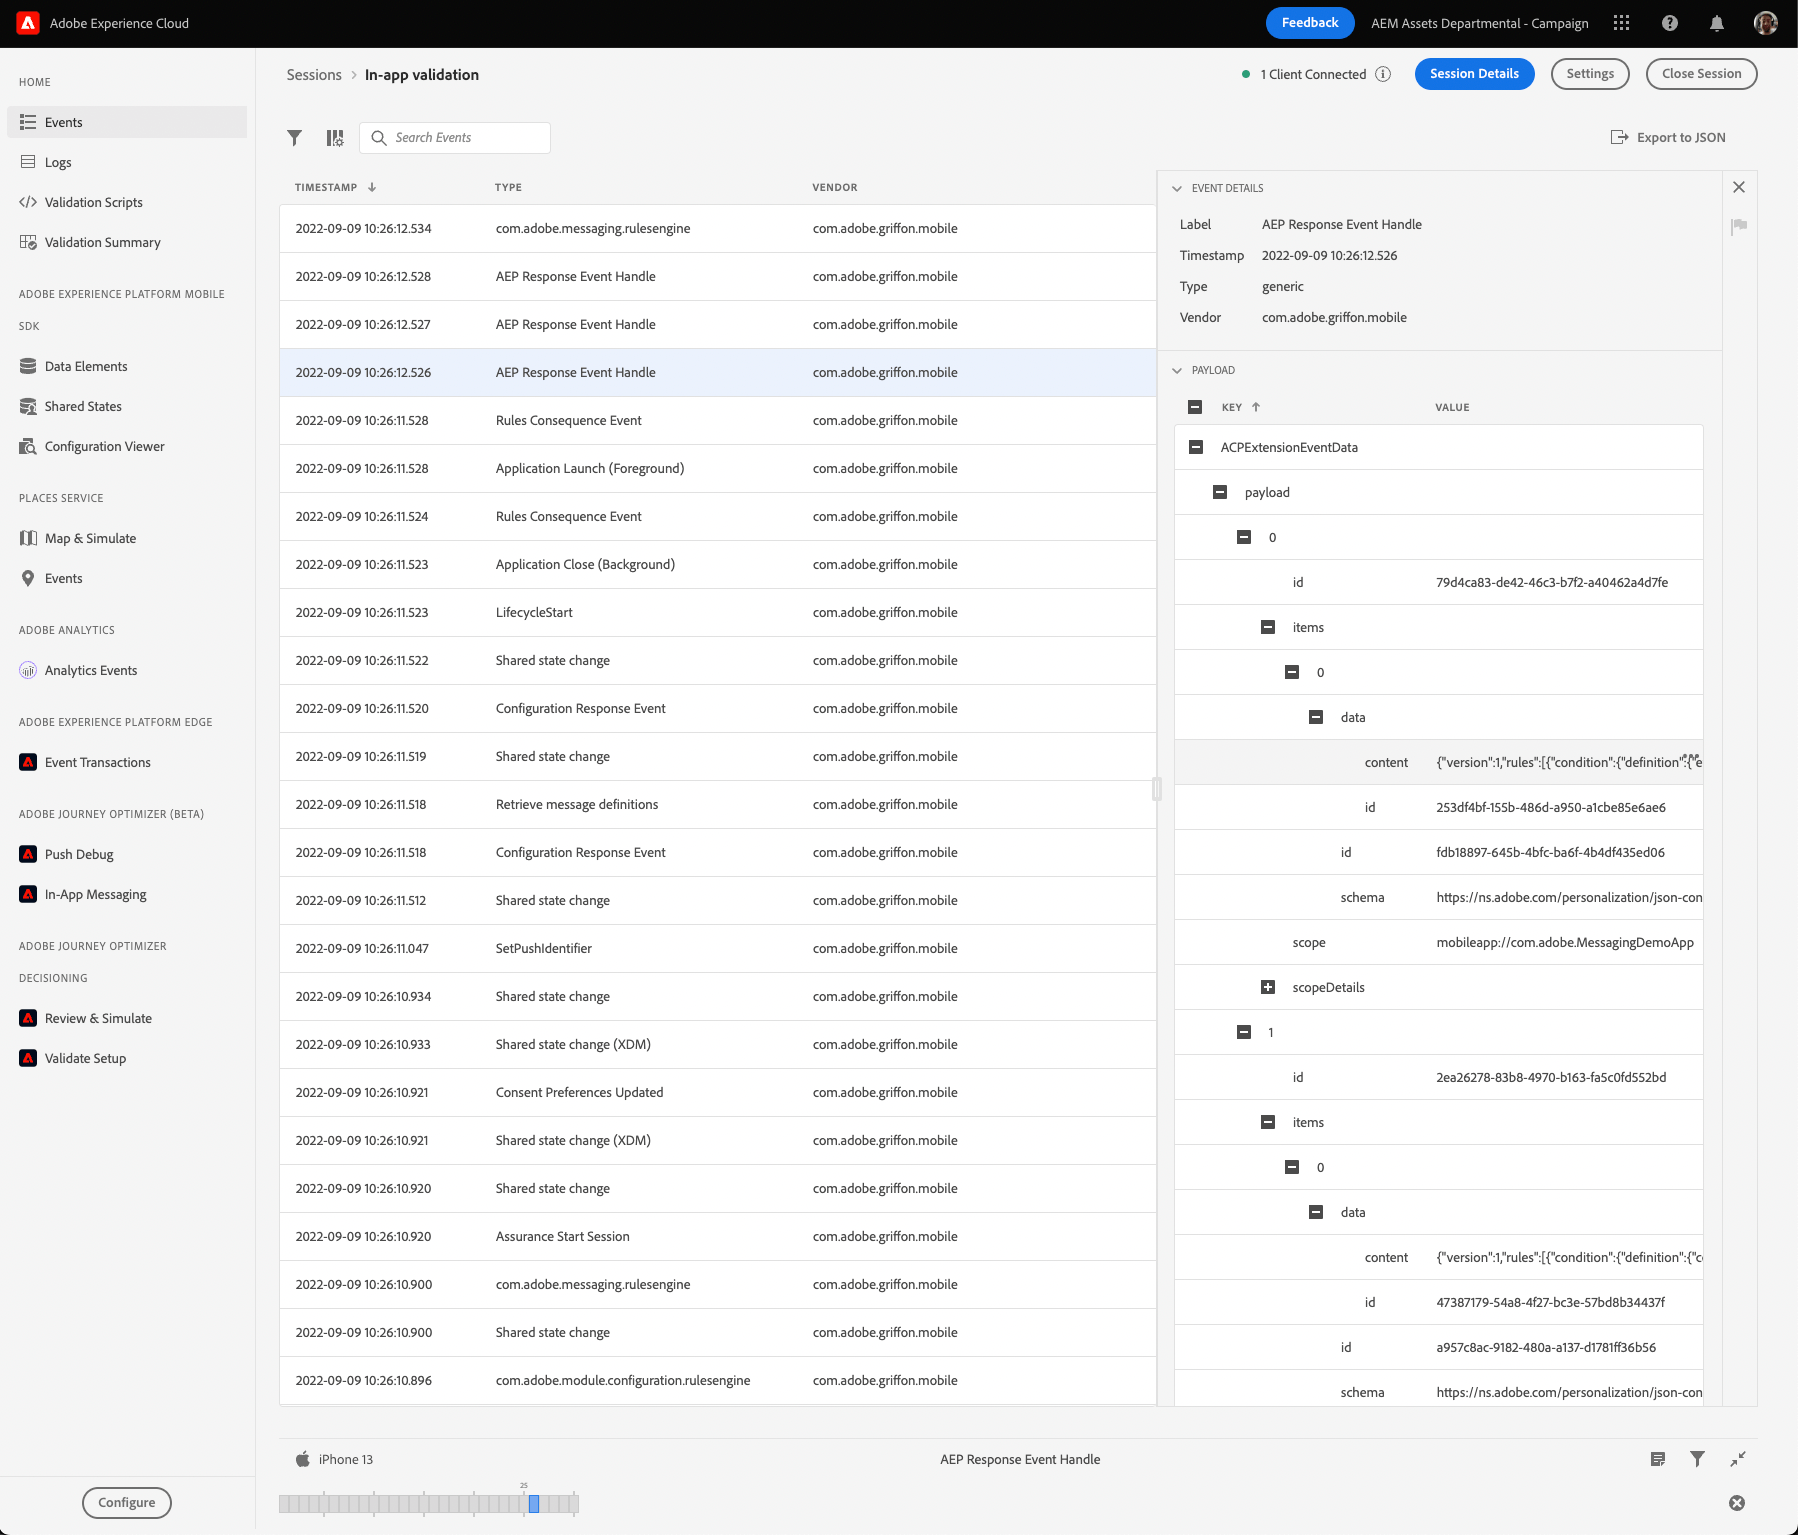 Adobe Experience Cloud
Feedback
AEM Assets Departmental - Campaign
HOME
Events
Logs
Validation Scripts
Validation Summary
ADOBE EXPERIENCE PLATFORM MOBILE
SDK
Data Elements
Shared States
Configuration Viewer
PLACES SERVICE
Map & Simulate
Events
ADOBE ANALYTICS
Analytics Events
ADOBE EXPERIENCE PLATFORM EDGE
Event Transactions
ADOBE JOURNEY OPTIMIZER (BETA)
Push Debug
In-App Messaging
ADOBE JOURNEY OPTIMIZER
DECISIONING
Review & Simulate
Validate Setup
Configure
Sessions > In-app validation
1 Client Connected
Session Details
Settings
Close Session
Search Events
Export to JSON
TIMESTAMP TYPE VENDOR
2022-09-09 10:26:12.534 com.adobe.messaging.rulesengine com.adobe.griffon.mobile
2022-09-09 10:26:12.528 AEP Response Event Handle com.adobe.griffon.mobile
2022-09-09 10:26:12.527 AEP Response Event Handle com.adobe.griffon.mobile
2022-09-09 10:26:12.526 AEP Response Event Handle com.adobe.griffon.mobile
2022-09-09 10:26:11.528 Rules Consequence Event com.adobe.griffon.mobile
2022-09-09 10:26:11.528 Application Launch (Foreground) com.adobe.griffon.mobile
2022-09-09 10:26:11.524 Rules Consequence Event com.adobe.griffon.mobile
2022-09-09 10:26:11.523 Application Close (Background) com.adobe.griffon.mobile
2022-09-09 10:26:11.523 LifecycleStart com.adobe.griffon.mobile
2022-09-09 10:26:11.522 Shared state change com.adobe.griffon.mobile
2022-09-09 10:26:11.520 Configuration Response Event com.adobe.griffon.mobile
2022-09-09 10:26:11.519 Shared state change com.adobe.griffon.mobile
2022-09-09 10:26:11.518 Retrieve message definitions com.adobe.griffon.mobile
2022-09-09 10:26:11.518 Configuration Response Event com.adobe.griffon.mobile
2022-09-09 10:26:11.512 Shared state change com.adobe.griffon.mobile
2022-09-09 10:26:11.047 SetPushIdentifier com.adobe.griffon.mobile
2022-09-09 10:26:10.934 Shared state change com.adobe.griffon.mobile
2022-09-09 10:26:10.933 Shared state change (XDM) com.adobe.griffon.mobile
2022-09-09 10:26:10.921 Consent Preferences Updated com.adobe.griffon.mobile
2022-09-09 10:26:10.921 Shared state change (XDM) com.adobe.griffon.mobile
2022-09-09 10:26:10.920 Shared state change com.adobe.griffon.mobile
2022-09-09 10:26:10.920 Assurance Start Session com.adobe.griffon.mobile
2022-09-09 10:26:10.900 com.adobe.messaging.rulesengine com.adobe.griffon.mobile
2022-09-09 10:26:10.900 Shared state change com.adobe.griffon.mobile
2022-09-09 10:26:10.896 com.adobe.module.configuration.rulesengine com.adobe.griffon.mobile
EVENT DETAILS
Label AEP Response Event Handle
Timestamp 2022-09-09 10:26:12.526
Type generic
Vendor com.adobe.griffon.mobile
PAYLOAD
KEY VALUE
ACPExtensionEventData
payload
0
id 79d4ca83-de42-46c3-b7f2-a40462a4d7fe
items
0
data
content {"version":1,"rules":[{"condition":{"definition":{"e
id 253df4bf-155b-486d-a950-a1cbe85e6ae6
id fdb18897-645b-4bfc-ba6f-4b4df435ed06
schema https://ns.adobe.com/personalization/json-con
scope mobileapp://com.adobe.MessagingDemoApp
scopeDetails
1
id 2ea26278-83b8-4970-b163-fa5c0fd552bd
items
0
data
content {"version":1,"rules":[{"condition":{"definition":{"c
id 47387179-54a8-4f27-bc3e-57bd8b34437f
id a957c8ac-9182-480a-a137-d1781ff36b56
schema https://ns.adobe.com/personalization/json-con
iPhone 13
AEP Response Event Handle
25